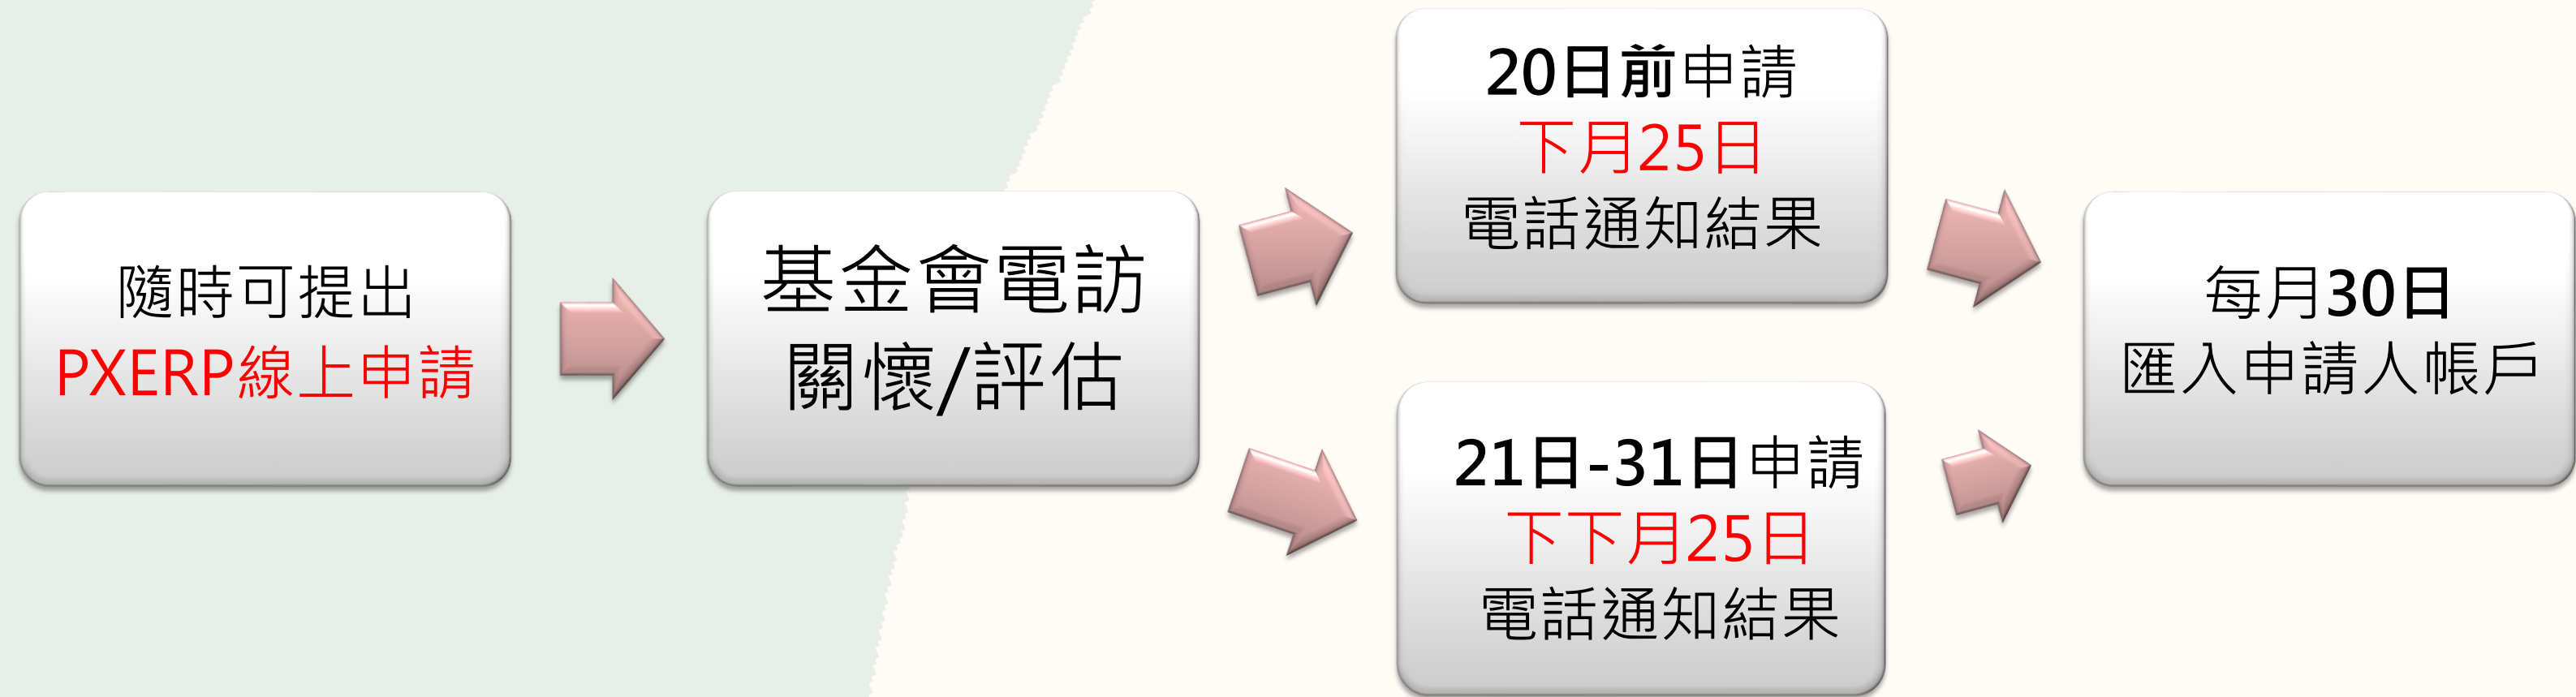 隨時可提出
PXERP線上申請
基金會電訪
關懷/評估
20日前申請
下月25日
電話通知結果
21日-31日申請
下下月25日
電話通知結果
每月30日
匯入申請人帳戶